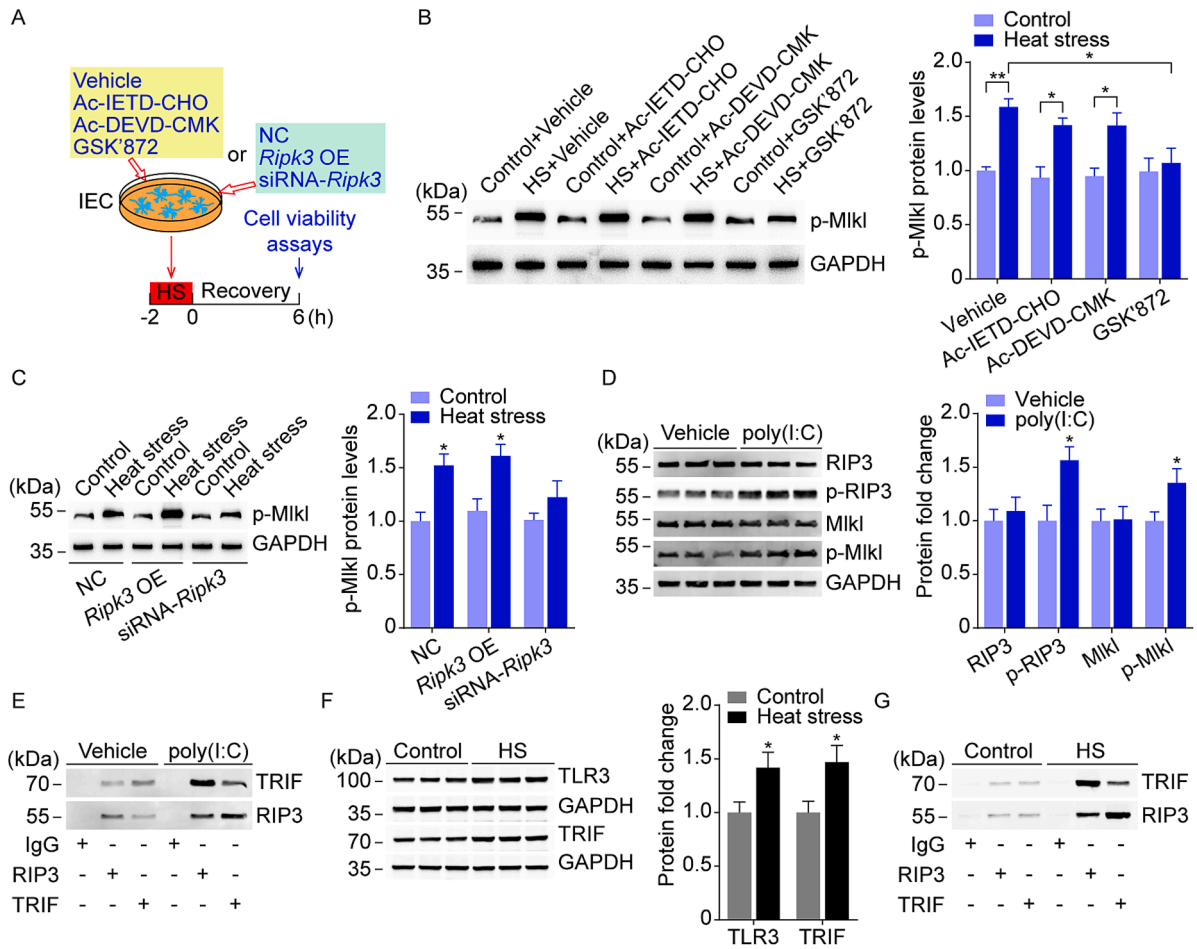 A
Vehicle
Ac-IETD-CHO
Ac-DEVD-CMK
GSK'872
or
NC
Ripk3 OE
siRNA-Ripk3
IEC
Cell viability
assays
HS
Recovery
-2
0
6
(h)
B
Control+Vehicle
HS+Vehicle
Control+Ac-IETD-CHO
HS+Ac-IETD-CHO
Control+Ac-DEVD-CMK
HS+Ac-DEVD-CMK
Control+GSK'872
HS+GSK'872
(kDa)
55
p-Mlkl
35
GAPDH
Control
Heat stress
p-Mlkl protein levels
2.0
1.5
1.0
0.5
0
**
*
*
*
Vehicle
Ac-IETD-CHO
Ac-DEVD-CMK
GSK'872
C
Control
Heat stress
Control
Heat stress
Control
Heat stress
(kDa)
55
p-Mlkl
35
GAPDH
NC
Ripk3 OE
siRNA-Ripk3
Control
Heat stress
p-Mlkl protein levels
2.0
1.5
1.0
0.5
0
*
*
NC
Ripk3 OE
siRNA-Ripk3
D
(kDa)
Vehicle
poly(I:C)
55
RIP3
55
p-RIP3
55
Mlkl
55
p-Mlkl
35
GAPDH
Vehicle
poly(I:C)
Protein fold change
2.0
1.5
1.0
0.5
0
*
*
RIP3
p-RIP3
Mlkl
p-Mlkl
E
(kDa)
Vehicle
poly(I:C)
70
TRIF
55
RIP3
IgG + - - + - -
RIP3 - + - - + -
TRIF - - + - - +
F
(kDa)
Control
HS
100
TLR3
35
GAPDH
70
TRIF
35
GAPDH
Control
Heat stress
Protein fold change
2.0
1.5
1.0
0.5
0
*
*
TLR3
TRIF
G
(kDa)
Control
HS
70
TRIF
55
RIP3
IgG + - - + - -
RIP3 - + - - + -
TRIF - - + - - +